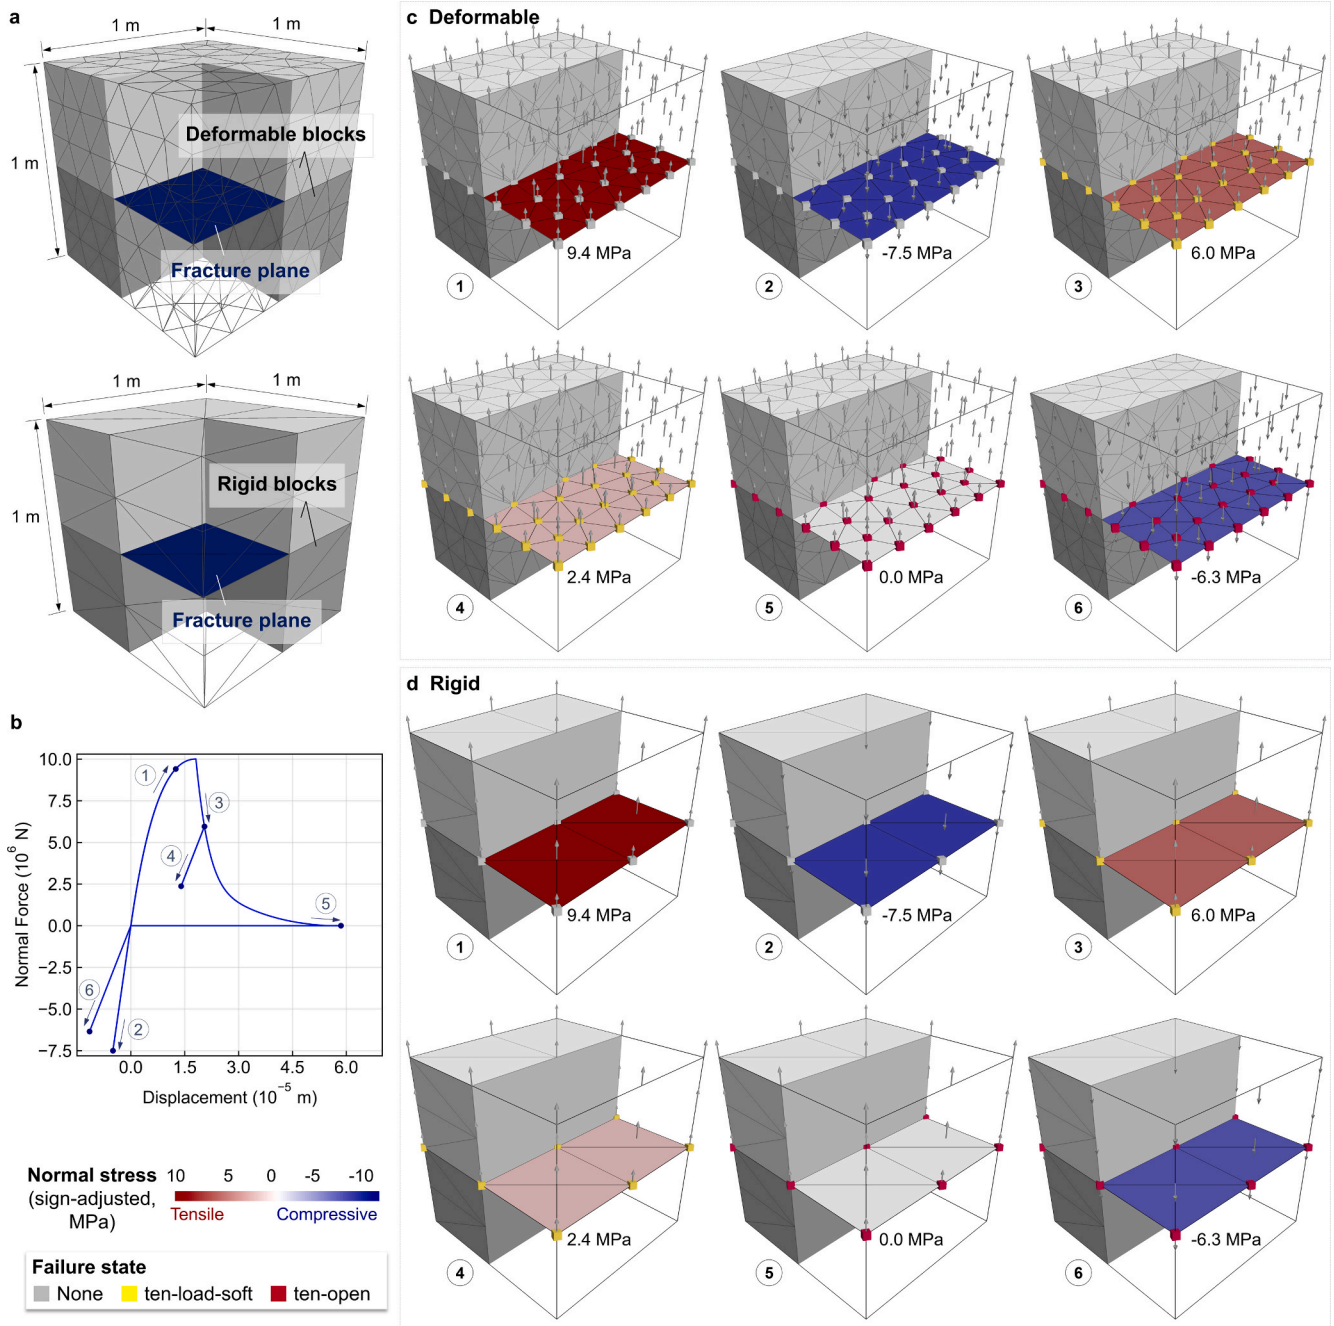 a
1 m
1 m
1 m
Deformable blocks
Fracture plane
1 m
1 m
1 m
Rigid blocks
Fracture plane
b
10.0
7.5
5.0
2.5
0.0
−2.5
−5.0
−7.5
Normal Force (10⁶ N)
1
3
4
5
6
2
0.0 1.5 3.0 4.5 6.0
Displacement (10⁻⁵ m)
Normal stress
(sign-adjusted,
MPa)
10 5 0 -5 -10
Tensile Compressive
Failure state
None ten-load-soft ten-open
c Deformable
9.4 MPa
1
-7.5 MPa
2
6.0 MPa
3
2.4 MPa
4
0.0 MPa
5
-6.3 MPa
6
d Rigid
9.4 MPa
1
-7.5 MPa
2
6.0 MPa
3
2.4 MPa
4
0.0 MPa
5
-6.3 MPa
6